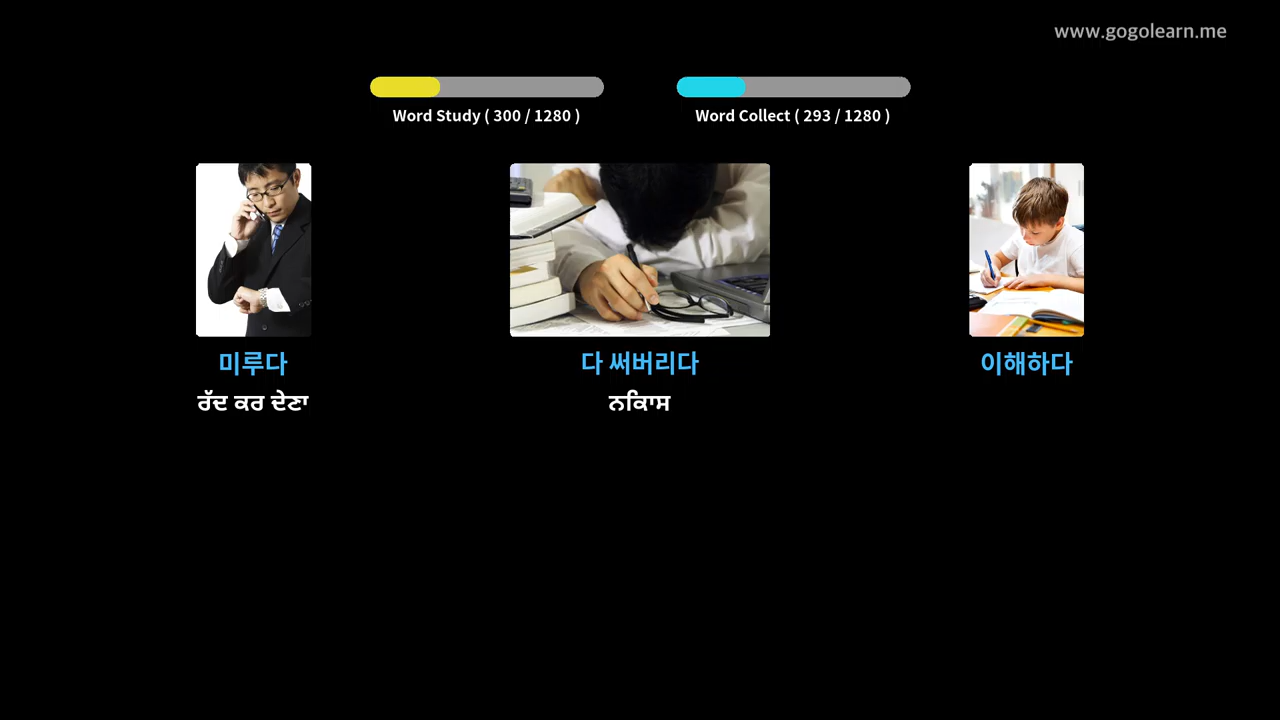 www.gogolearn.me
Word Study ( 300 / 1280 )
Word Collect ( 293 / 1280 )
미루다
다 써버리다
이해하다
ਰੱਦ ਕਰ ਦੇਣਾ
ਨਕਿਾਸ